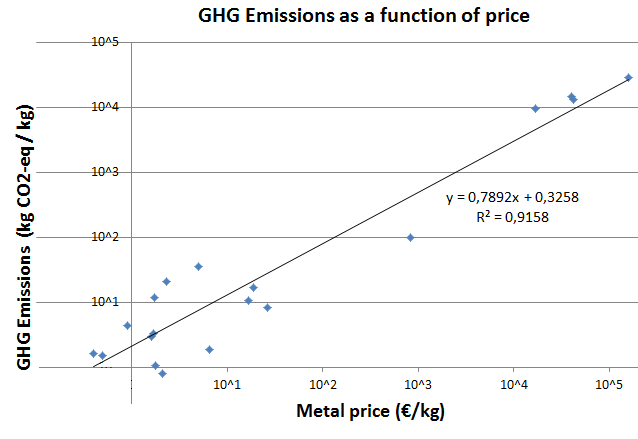 GHG Emissions as a function of price
10^5
10^4
10^3
10^2
10^1
GHG Emissions (kg CO2-eq / kg)
y = 0,7892x + 0,3258
R² = 0,9158
10^1
10^2
10^3
10^4
10^5
Metal price (€/kg)